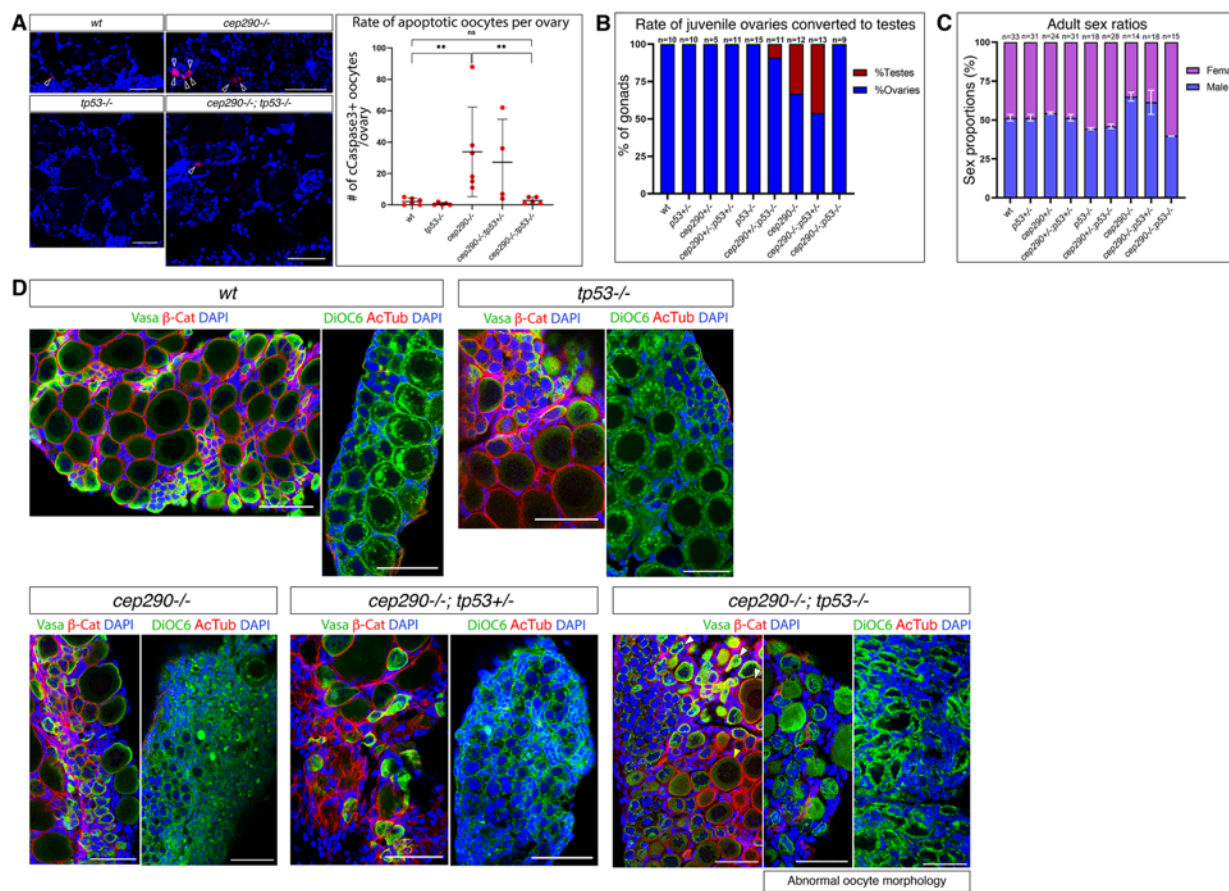 A
wt
cep290-/-
tp53-/-
cep290-/-; tp53-/-
Rate of apoptotic oocytes per ovary
ns
**
**
100
80
60
40
20
0
# of cCaspase3+ oocytes
/ovary
wt
tp53-/-
cep290-/-
cep290-/-;tp53+/-
cep290-/-;tp53-/-
B
Rate of juvenile ovaries converted to testes
n=10 n=10 n=5 n=11 n=15 n=11 n=12 n=13 n=9
100
75
50
25
0
% of gonads
%Testes
%Ovaries
wt
p53+/-
cep290+/-
cep290+/-;p53+/-
p53-/-
cep290+/-;p53-/-
cep290-/-
cep290-/-;p53+/-
cep290-/-;p53-/-
C
Adult sex ratios
n=33 n=31 n=24 n=31 n=18 n=28 n=14 n=18 n=15
100
75
50
25
0
Sex proportions (%)
Fema
Male
wt
p53+/-
cep290+/-
cep290+/-;p53+/-
p53-/-
cep290+/-;p53-/-
cep290-/-
cep290-/-;p53+/-
cep290-/-;p53-/-
D
wt
Vasa β-Cat DAPI
DiOC6 AcTub DAPI
tp53-/-
Vasa β-Cat DAPI
DiOC6 AcTub DAPI
cep290-/-
Vasa β-Cat DAPI
DiOC6 AcTub DAPI
cep290-/-; tp53+/-
Vasa β-Cat DAPI
DiOC6 AcTub DAPI
cep290-/-; tp53-/-
Vasa β-Cat DAPI
DiOC6 AcTub DAPI
Abnormal oocyte morphology